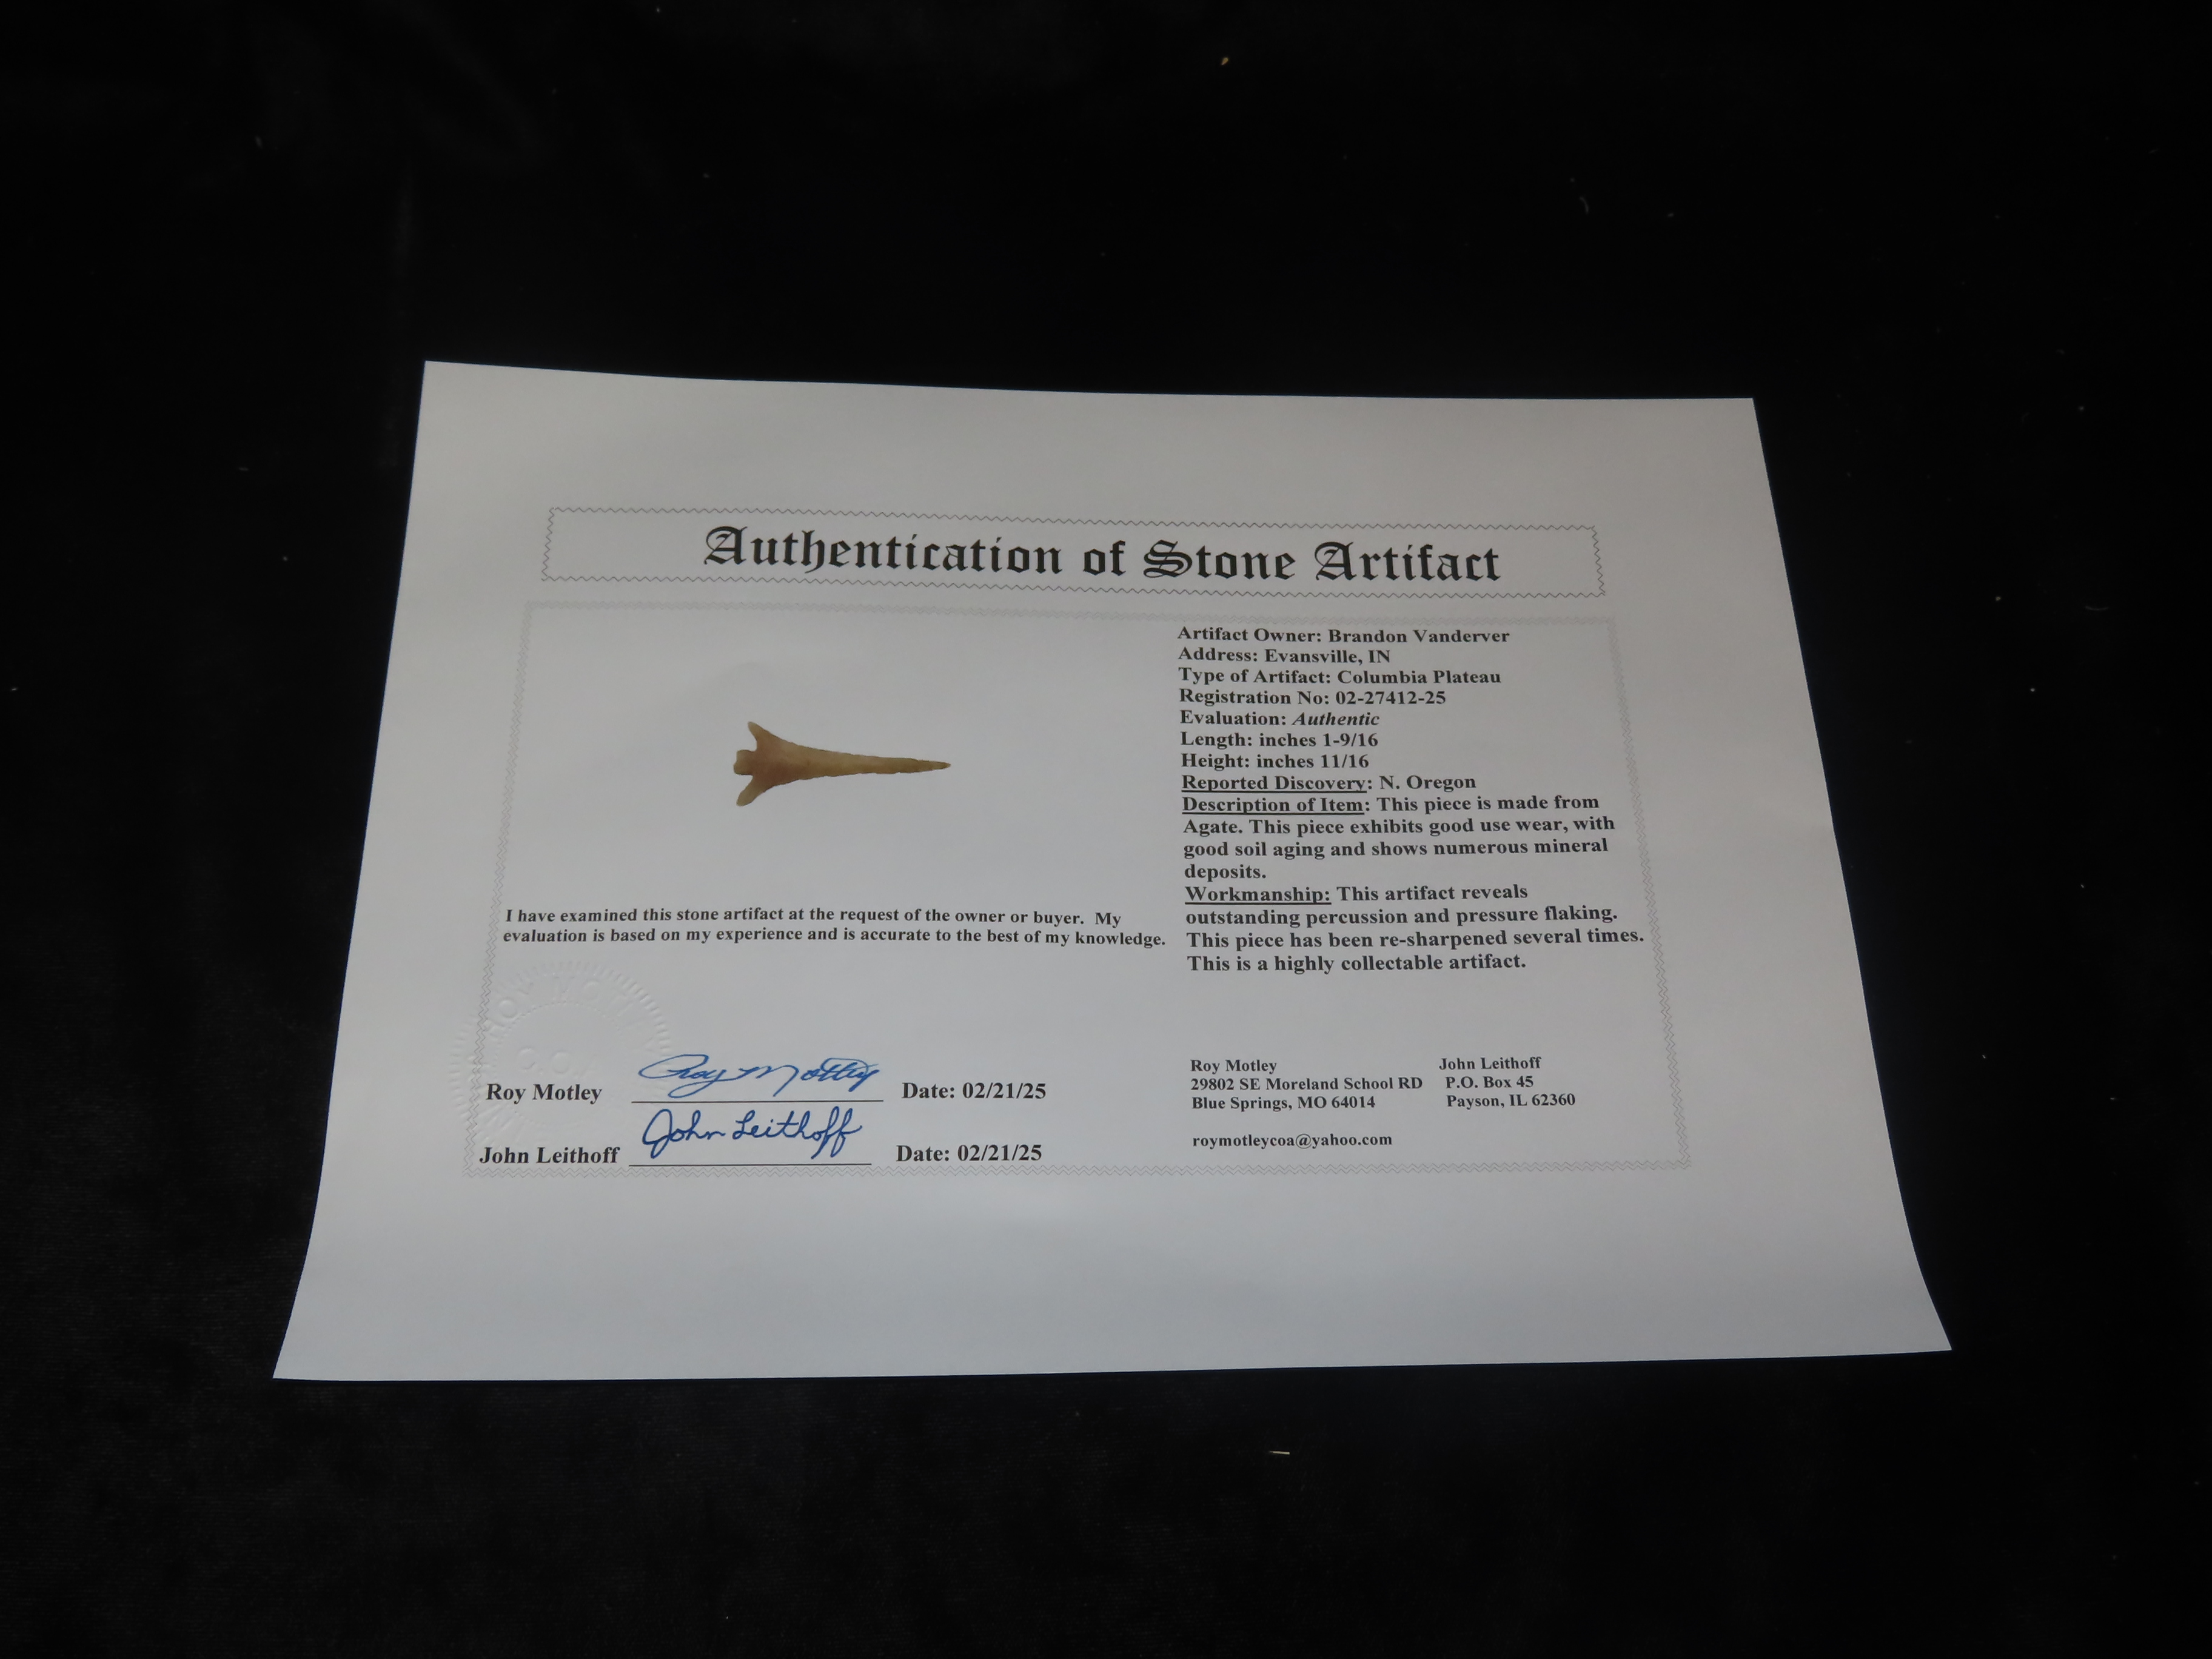 Authentication of Stone Artifact
Artifact Owner: Brandon Vanderver
Address: Evansville, IN
Type of Artifact: Columbia Plateau
Registration No: 02-27412-25
Evaluation: Authentic
Length: inches 1-9/16
Height: inches 11/16
Reported Discovery: N. Oregon
Description of Item: This piece is made from
Agate. This piece exhibits good use wear, with
good soil aging and shows numerous mineral
deposits.
Workmanship: This artifact reveals
outstanding percussion and pressure flaking.
This piece has been re-sharpened several times.
This is a highly collectable artifact.
I have examined this stone artifact at the request of the owner or buyer. My
evaluation is based on my experience and is accurate to the best of my knowledge.
ROY MOTLEY
Roy Motley Roy Motley Date: 02/21/25
John Leithoff John Leithoff Date: 02/21/25
Roy Motley
29802 SE Moreland School RD
Blue Springs, MO 64014
roymotleycoa@yahoo.com
John Leithoff
P.O. Box 45
Payson, IL 62360